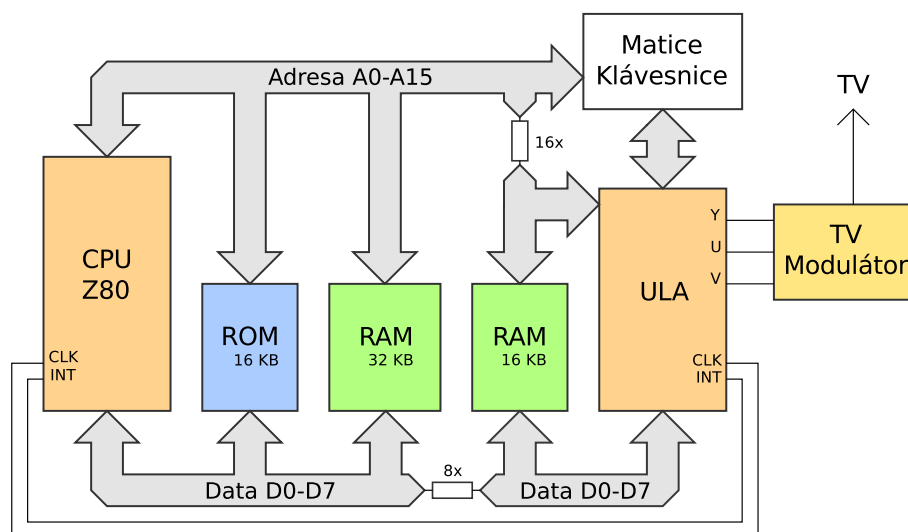 Matice
Klávesnice
Adresa A0-A15
TV
16x
CPU
Z80
Y
U
V
TV
Modulátor
ULA
ROM
16 KB
RAM
32 KB
RAM
16 KB
CLK
INT
CLK
INT
8x
Data D0-D7
Data D0-D7